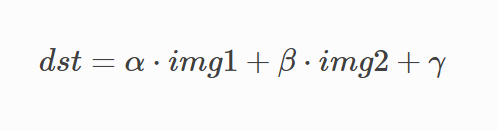 dst = α · img1 + β · img2 + γ